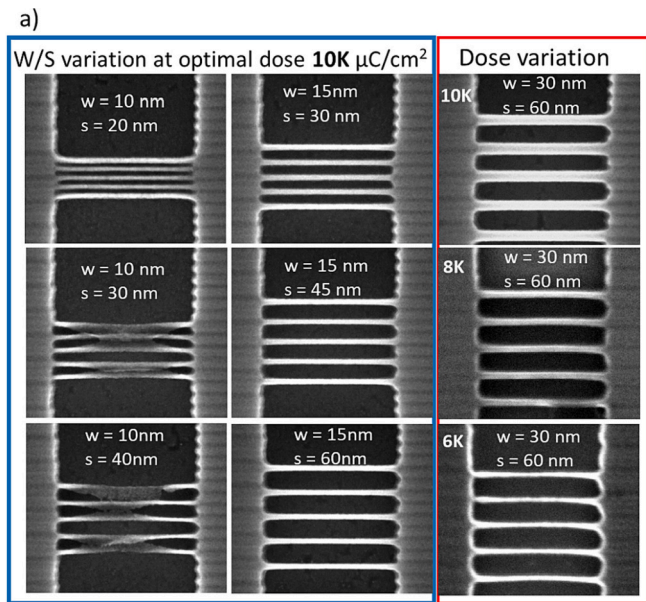 a)
W/S variation at optimal dose 10K µC/cm²
Dose variation
w = 10 nm
s = 20 nm
w= 15nm
s = 30 nm
10K
w = 30 nm
s = 60 nm
w = 10 nm
s = 30 nm
w = 15 nm
s = 45 nm
8K
w = 30 nm
s = 60 nm
w = 10nm
s = 40nm
w = 15nm
s = 60nm
6K
w = 30 nm
s = 60 nm